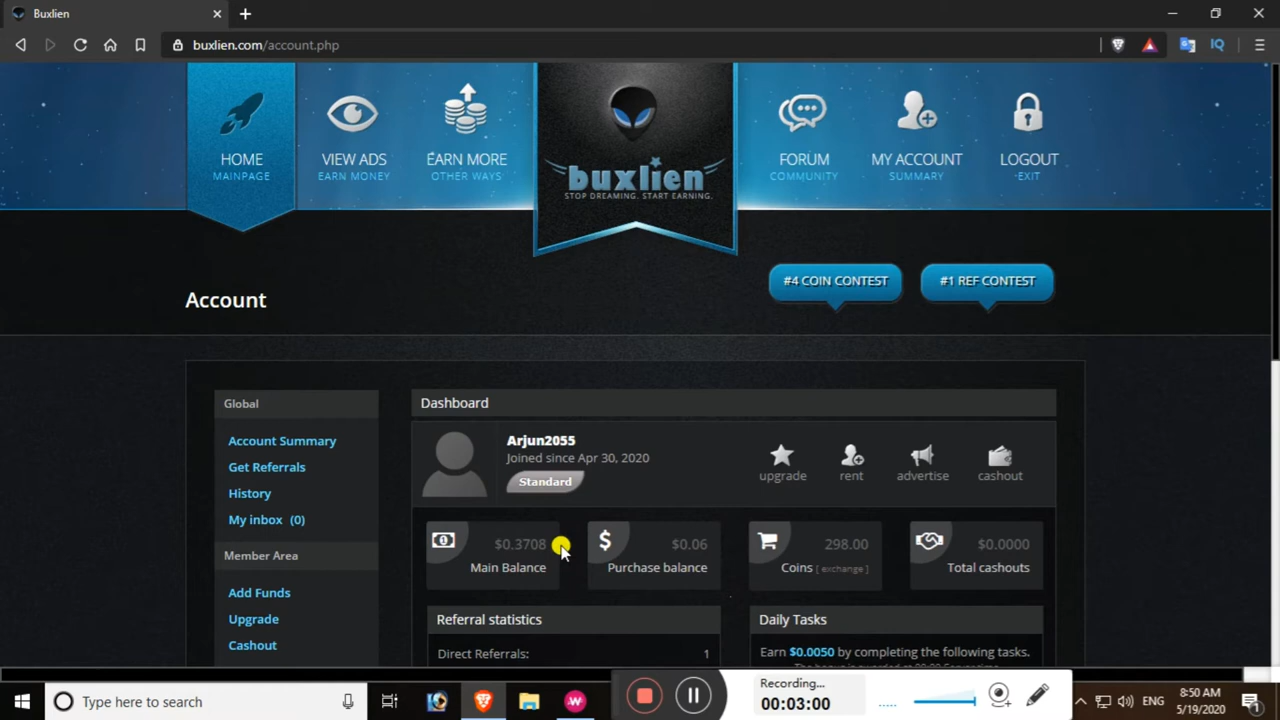 Buxlien
buxlien.com/account.php
HOME
MAINPAGE
VIEW ADS
EARN MONEY
EARN MORE
OTHER WAYS
buxlien
STOP DREAMING. START EARNING.
FORUM
COMMUNITY
MY ACCOUNT
SUMMARY
LOGOUT
EXIT
#4 COIN CONTEST
#1 REF CONTEST
Account
Global
Account Summary
Get Referrals
History
My inbox (0)
Member Area
Add Funds
Upgrade
Cashout
Dashboard
Arjun2055
Joined since Apr 30, 2020
Standard
upgrade
rent
advertise
cashout
$0.3708
Main Balance
$0.06
Purchase balance
298.00
Coins [ exchange ]
$0.0000
Total cashouts
Referral statistics
Direct Referrals: 1
Daily Tasks
Earn $0.0050 by completing the following tasks.
Recording...
00:03:00
Type here to search
ENG
8:50 AM
5/19/2020